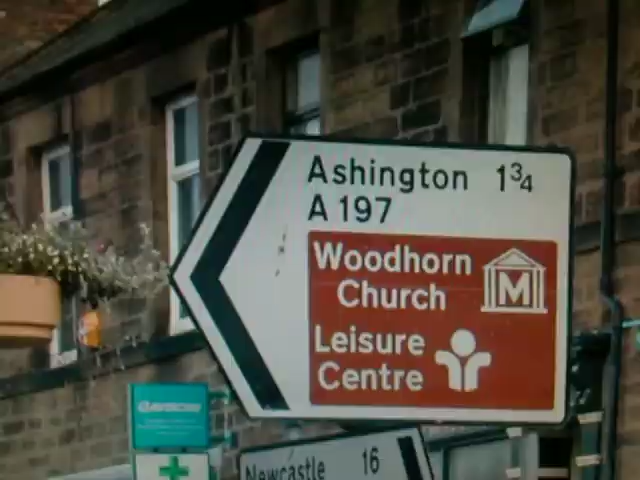 Ashington 1¾
A 197
Woodhorn
Church
M
Leisure
Centre
Newcastle 16